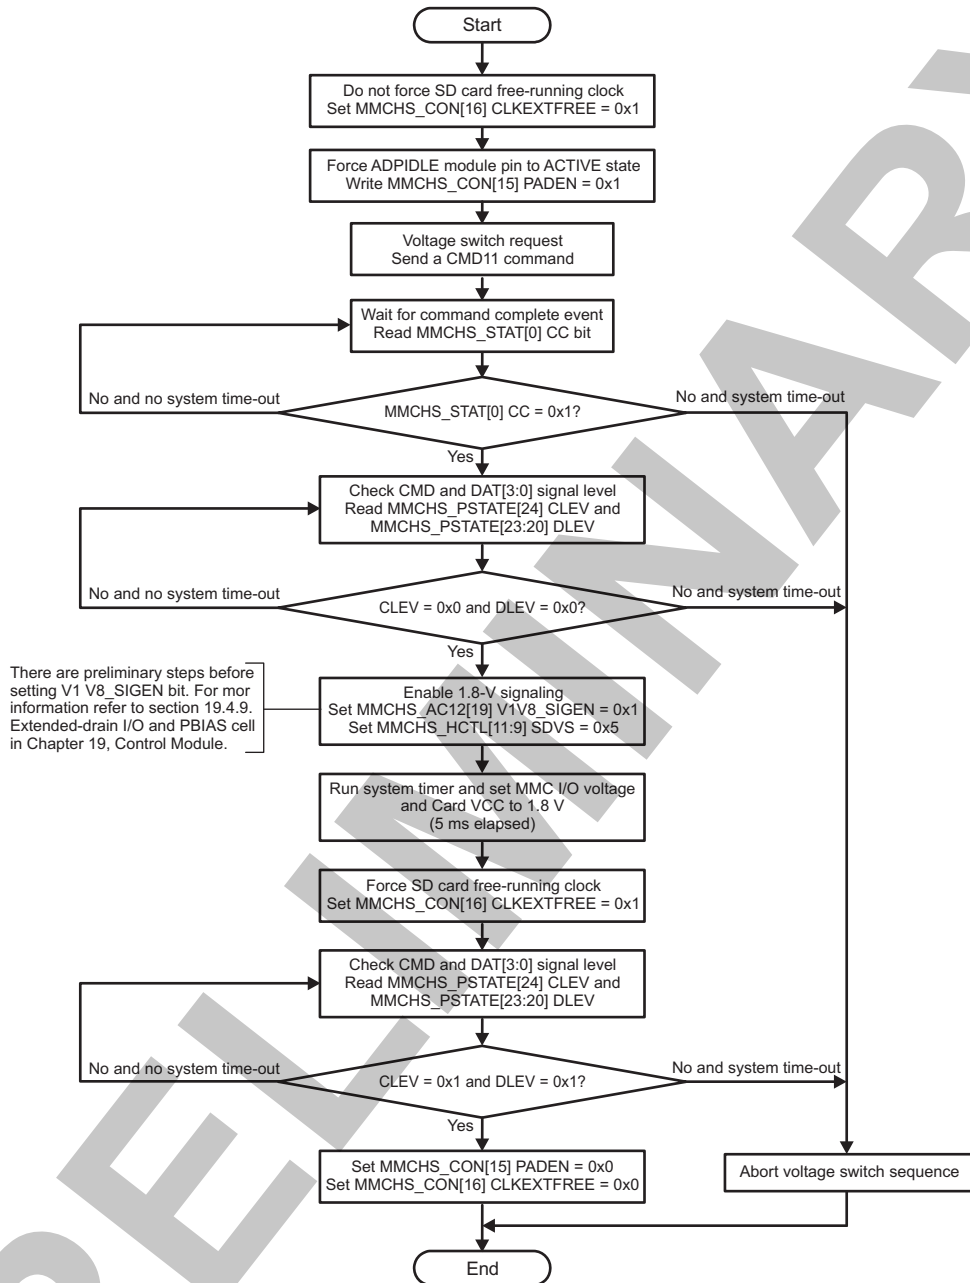 Start
Do not force SD card free-running clock
Set MMCHS_CON[16] CLKEXTFREE = 0x1
Force ADPIDLE module pin to ACTIVE state
Write MMCHS_CON[15] PADEN = 0x1
Voltage switch request
Send a CMD11 command
Wait for command complete event
Read MMCHS_STAT[0] CC bit
No and no system time-out
MMCHS_STAT[0] CC = 0x1?
No and system time-out
Yes
Check CMD and DAT[3:0] signal level
Read MMCHS_PSTATE[24] CLEV and
MMCHS_PSTATE[23:20] DLEV
No and no system time-out
CLEV = 0x0 and DLEV = 0x0?
No and system time-out
Yes
There are preliminary steps before
setting V1 V8_SIGEN bit. For mor
information refer to section 19.4.9.
Extended-drain I/O and PBIAS cell
in Chapter 19, Control Module.
Enable 1.8-V signaling
Set MMCHS_AC12[19] V1V8_SIGEN = 0x1
Set MMCHS_HCTL[11:9] SDVS = 0x5
Run system timer and set MMC I/O voltage
and Card VCC to 1.8 V
(5 ms elapsed)
Force SD card free-running clock
Set MMCHS_CON[16] CLKEXTFREE = 0x1
Check CMD and DAT[3:0] signal level
Read MMCHS_PSTATE[24] CLEV and
MMCHS_PSTATE[23:20] DLEV
No and no system time-out
CLEV = 0x1 and DLEV = 0x1?
No and system time-out
Yes
Set MMCHS_CON[15] PADEN = 0x0
Set MMCHS_CON[16] CLKEXTFREE = 0x0
Abort voltage switch sequence
End
PRELIMINARY